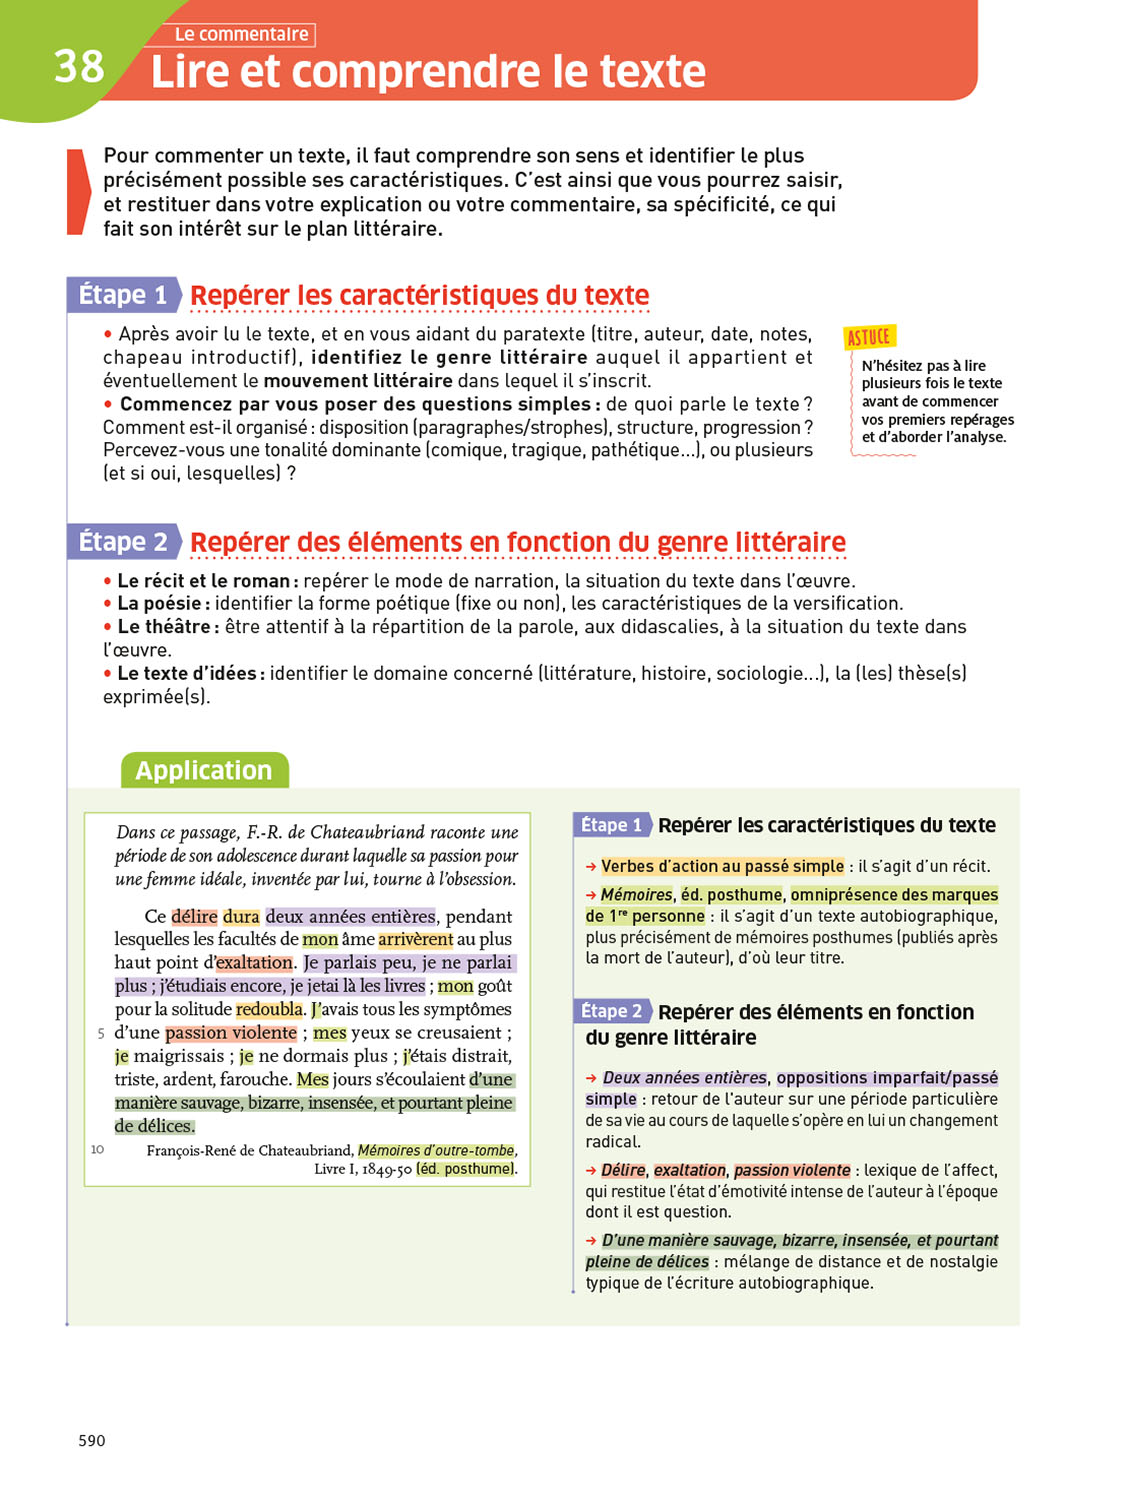 38
Le commentaire
Lire et comprendre le texte
Pour commenter un texte, il faut comprendre son sens et identifier le plus
précisément possible ses caractéristiques. C'est ainsi que vous pourrez saisir,
et restituer dans votre explication ou votre commentaire, sa spécificité, ce qui
fait son intérêt sur le plan littéraire.
Étape 1 Repérer les caractéristiques du texte
• Après avoir lu le texte, et en vous aidant du paratexte (titre, auteur, date, notes,
chapeau introductif), identifiez le genre littéraire auquel il appartient et
éventuellement le mouvement littéraire dans lequel il s'inscrit.
• Commencez par vous poser des questions simples : de quoi parle le texte ?
Comment est-il organisé : disposition (paragraphes/strophes), structure, progression ?
Percevez-vous une tonalité dominante (comique, tragique, pathétique...), ou plusieurs
(et si oui, lesquelles) ?
ASTUCE
N'hésitez pas à lire
plusieurs fois le texte
avant de commencer
vos premiers repérages
et d'aborder l'analyse.
Étape 2 Repérer des éléments en fonction du genre littéraire
• Le récit et le roman : repérer le mode de narration, la situation du texte dans l'œuvre.
• La poésie : identifier la forme poétique (fixe ou non), les caractéristiques de la versification.
• Le théâtre : être attentif à la répartition de la parole, aux didascalies, à la situation du texte dans
l'œuvre.
• Le texte d'idées : identifier le domaine concerné (littérature, histoire, sociologie...), la (les) thèse(s)
exprimée(s).
Application
Dans ce passage, F.-R. de Chateaubriand raconte une
période de son adolescence durant laquelle sa passion pour
une femme idéale, inventée par lui, tourne à l'obsession.
Ce délire dura deux années entières, pendant
lesquelles les facultés de mon âme arrivèrent au plus
haut point d'exaltation. Je parlais peu, je ne parlai
plus ; j'étudiais encore, je jetai là les livres ; mon goût
pour la solitude redoubla. J'avais tous les symptômes
5 d'une passion violente ; mes yeux se creusaient ;
je maigrissais ; je ne dormais plus ; j'étais distrait,
triste, ardent, farouche. Mes jours s'écoulaient d'une
manière sauvage, bizarre, insensée, et pourtant pleine
de délices.
10 François-René de Chateaubriand, Mémoires d'outre-tombe,
Livre I, 1849-50 (éd. posthume).
Étape 1 Repérer les caractéristiques du texte
→ Verbes d'action au passé simple : il s'agit d'un récit.
→ Mémoires, éd. posthume, omniprésence des marques
de 1re personne : il s'agit d'un texte autobiographique,
plus précisément de mémoires posthumes (publiés après
la mort de l'auteur), d'où leur titre.
Étape 2 Repérer des éléments en fonction
du genre littéraire
→ Deux années entières, oppositions imparfait/passé
simple : retour de l'auteur sur une période particulière
de sa vie au cours de laquelle s'opère en lui un changement
radical.
→ Délire, exaltation, passion violente : lexique de l'affect,
qui restitue l'état d'émotivité intense de l'auteur à l'époque
dont il est question.
→ D'une manière sauvage, bizarre, insensée, et pourtant
pleine de délices : mélange de distance et de nostalgie
typique de l'écriture autobiographique.
590